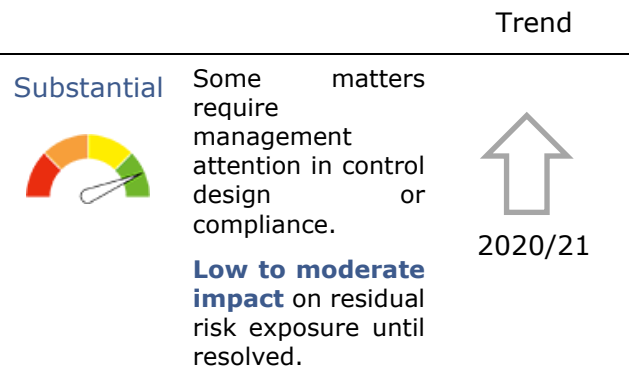 Trend
Substantial
Some matters
require
management
attention in control
design or
compliance.
Low to moderate
impact on residual
risk exposure until
resolved.
2020/21